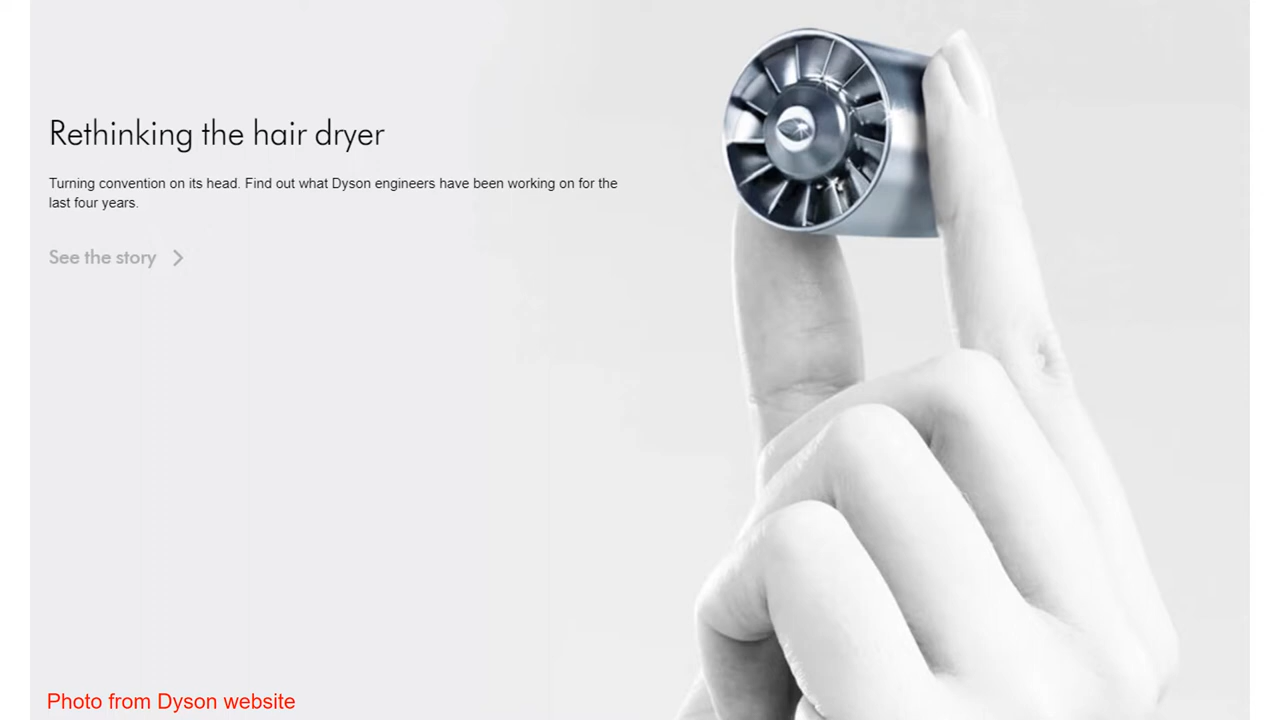 Rethinking the hair dryer
Turning convention on its head. Find out what Dyson engineers have been working on for the
last four years.
See the story
Photo from Dyson website